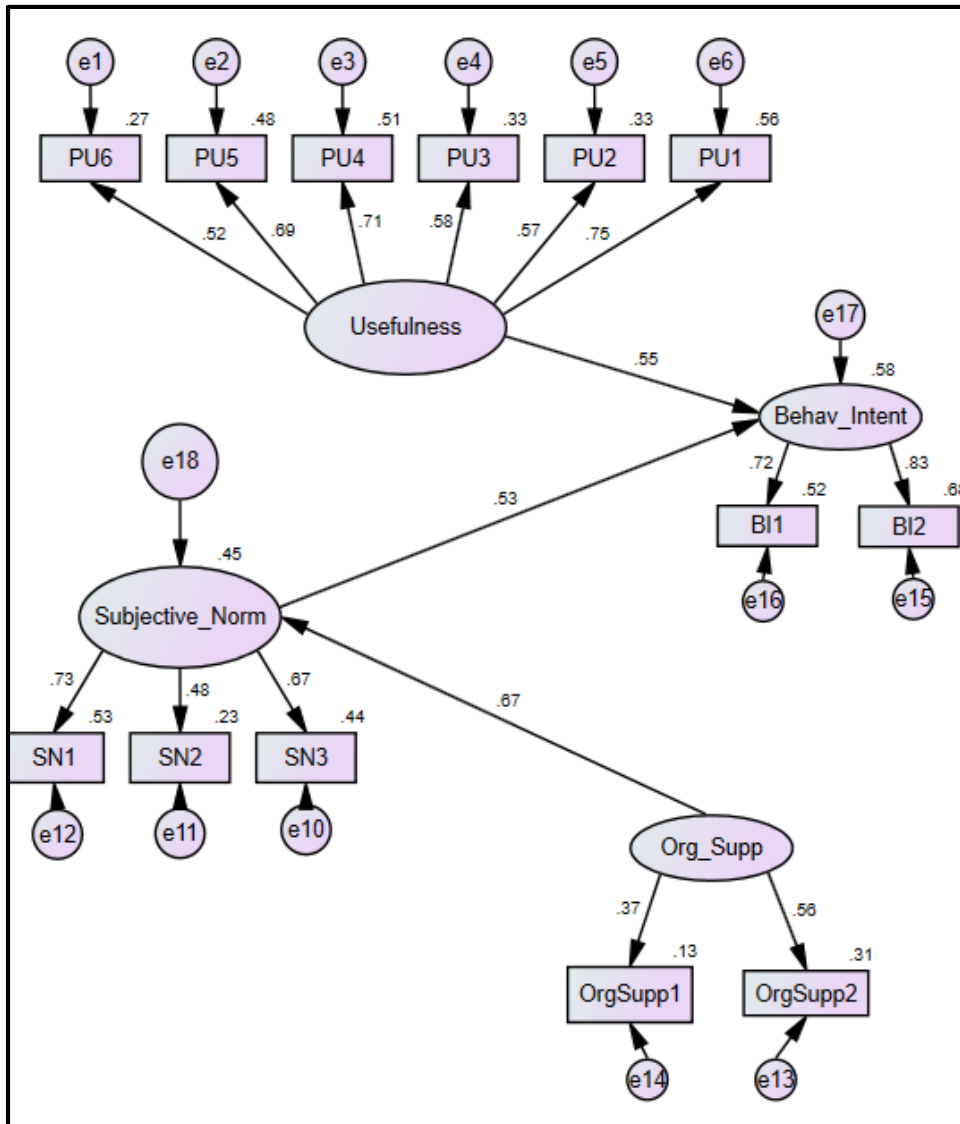 e1 e2 e3 e4 e5 e6
.27 .48 .51 .33 .33 .56
PU6 PU5 PU4 PU3 PU2 PU1
.52 .69 .71 .58 .57 .75
Usefulness
e17
.55
.58
Behav_Intent
e18
.72 .83
.52 .68
.53
BI1 BI2
.45
e16 e15
Subjective_Norm
.73 .48 .67
.53 .23 .44
.67
SN1 SN2 SN3
e12 e11 e10
Org_Supp
.37 .56
.13 .31
OrgSupp1 OrgSupp2
e14 e13